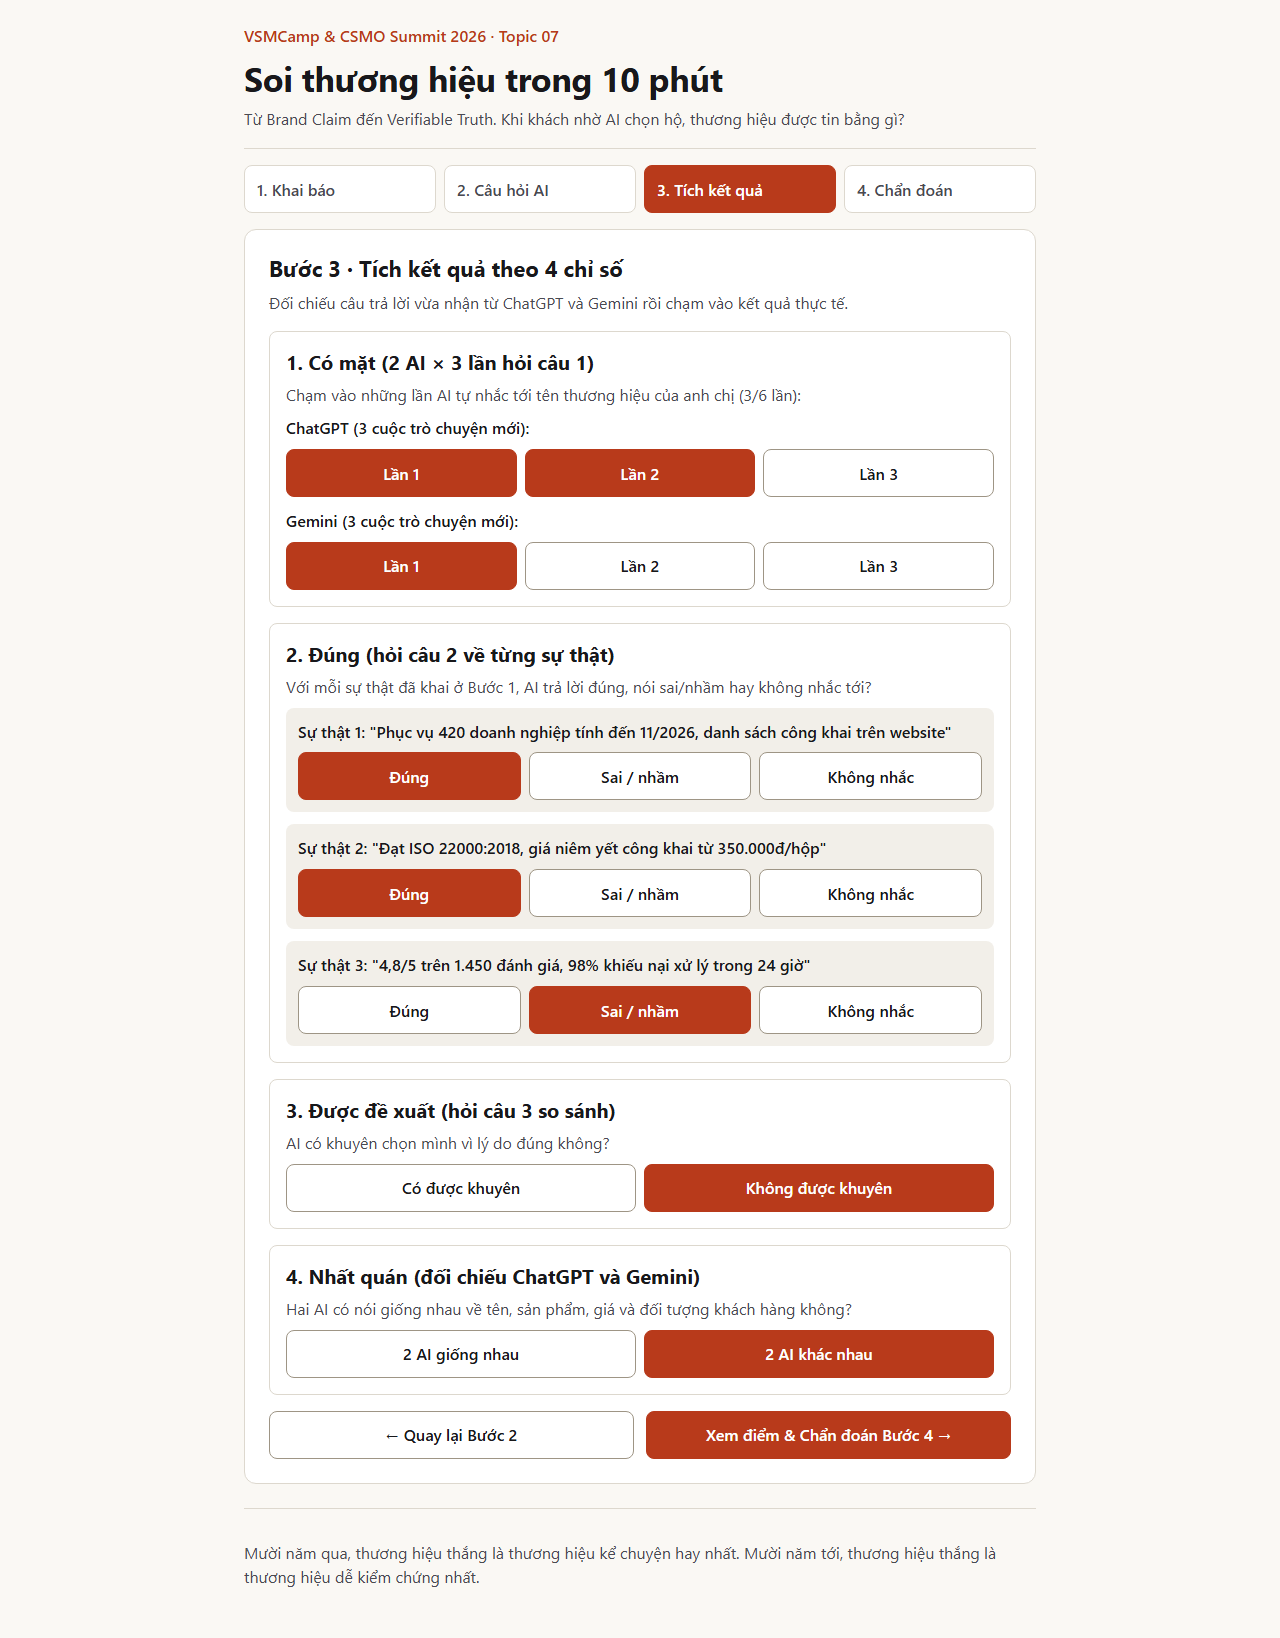 VSMCamp & CSMO Summit 2026 · Topic 07
Soi thương hiệu trong 10 phút
Từ Brand Claim đến Verifiable Truth. Khi khách nhờ AI chọn hộ, thương hiệu được tin bằng gì?
1. Khai báo
2. Câu hỏi AI
3. Tích kết quả
4. Chẩn đoán
Bước 3 · Tích kết quả theo 4 chỉ số
Đối chiếu câu trả lời vừa nhận từ ChatGPT và Gemini rồi chạm vào kết quả thực tế.
1. Có mặt (2 AI × 3 lần hỏi câu 1)
Chạm vào những lần AI tự nhắc tới tên thương hiệu của anh chị (3/6 lần):
ChatGPT (3 cuộc trò chuyện mới):
Lần 1
Lần 2
Lần 3
Gemini (3 cuộc trò chuyện mới):
Lần 1
Lần 2
Lần 3
2. Đúng (hỏi câu 2 về từng sự thật)
Với mỗi sự thật đã khai ở Bước 1, AI trả lời đúng, nói sai/nhầm hay không nhắc tới?
Sự thật 1: "Phục vụ 420 doanh nghiệp tính đến 11/2026, danh sách công khai trên website"
Đúng
Sai / nhầm
Không nhắc
Sự thật 2: "Đạt ISO 22000:2018, giá niêm yết công khai từ 350.000đ/hộp"
Đúng
Sai / nhầm
Không nhắc
Sự thật 3: "4,8/5 trên 1.450 đánh giá, 98% khiếu nại xử lý trong 24 giờ"
Đúng
Sai / nhầm
Không nhắc
3. Được đề xuất (hỏi câu 3 so sánh)
AI có khuyên chọn mình vì lý do đúng không?
Có được khuyên
Không được khuyên
4. Nhất quán (đối chiếu ChatGPT và Gemini)
Hai AI có nói giống nhau về tên, sản phẩm, giá và đối tượng khách hàng không?
2 AI giống nhau
2 AI khác nhau
← Quay lại Bước 2
Xem điểm & Chẩn đoán Bước 4 →
Mười năm qua, thương hiệu thắng là thương hiệu kể chuyện hay nhất. Mười năm tới, thương hiệu thắng là
thương hiệu dễ kiểm chứng nhất.